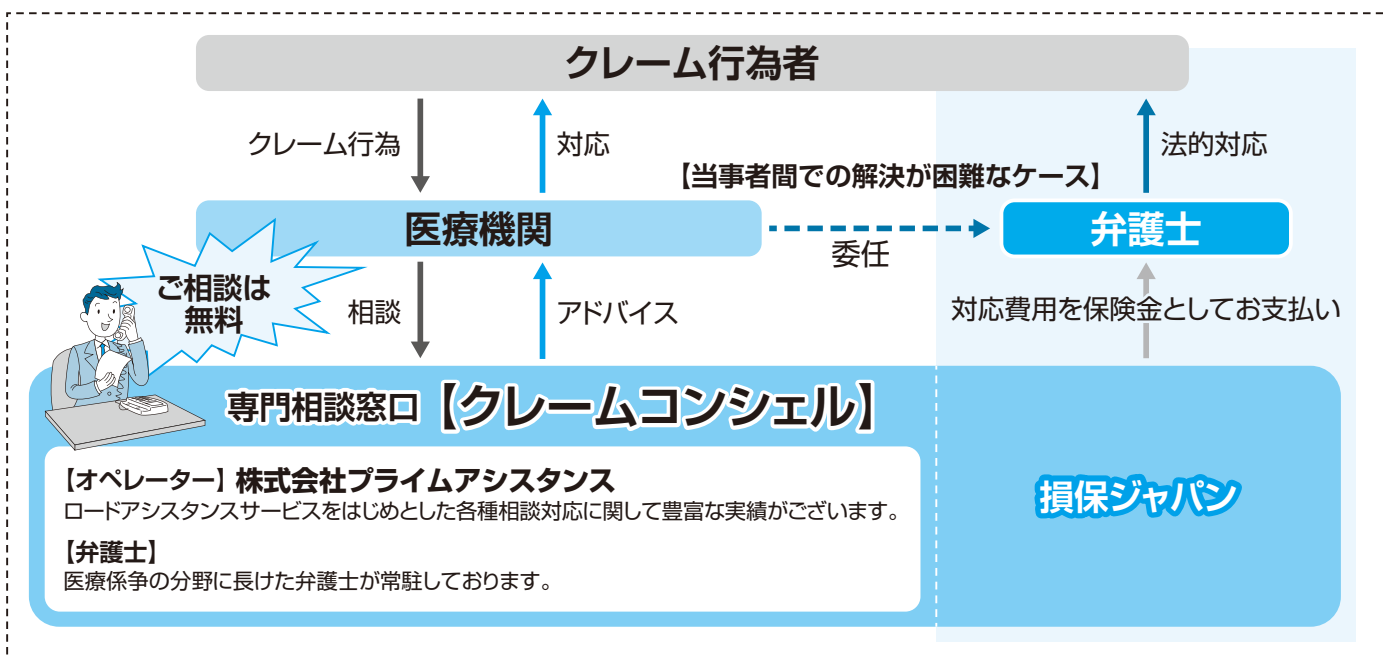 クレーム行為者
クレーム行為
対応
法的対応
【当事者間での解決が困難なケース】
医療機関
委任
弁護士
ご相談は
無料
相談
アドバイス
対応費用を保険金としてお支払い
専門相談窓口【クレームコンシェル】
【オペレーター】株式会社プライムアシスタンス
ロードアシスタンスサービスをはじめとした各種相談対応に関して豊富な実績がございます。
【弁護士】
医療係争の分野に長けた弁護士が常駐しております。
損保ジャパン